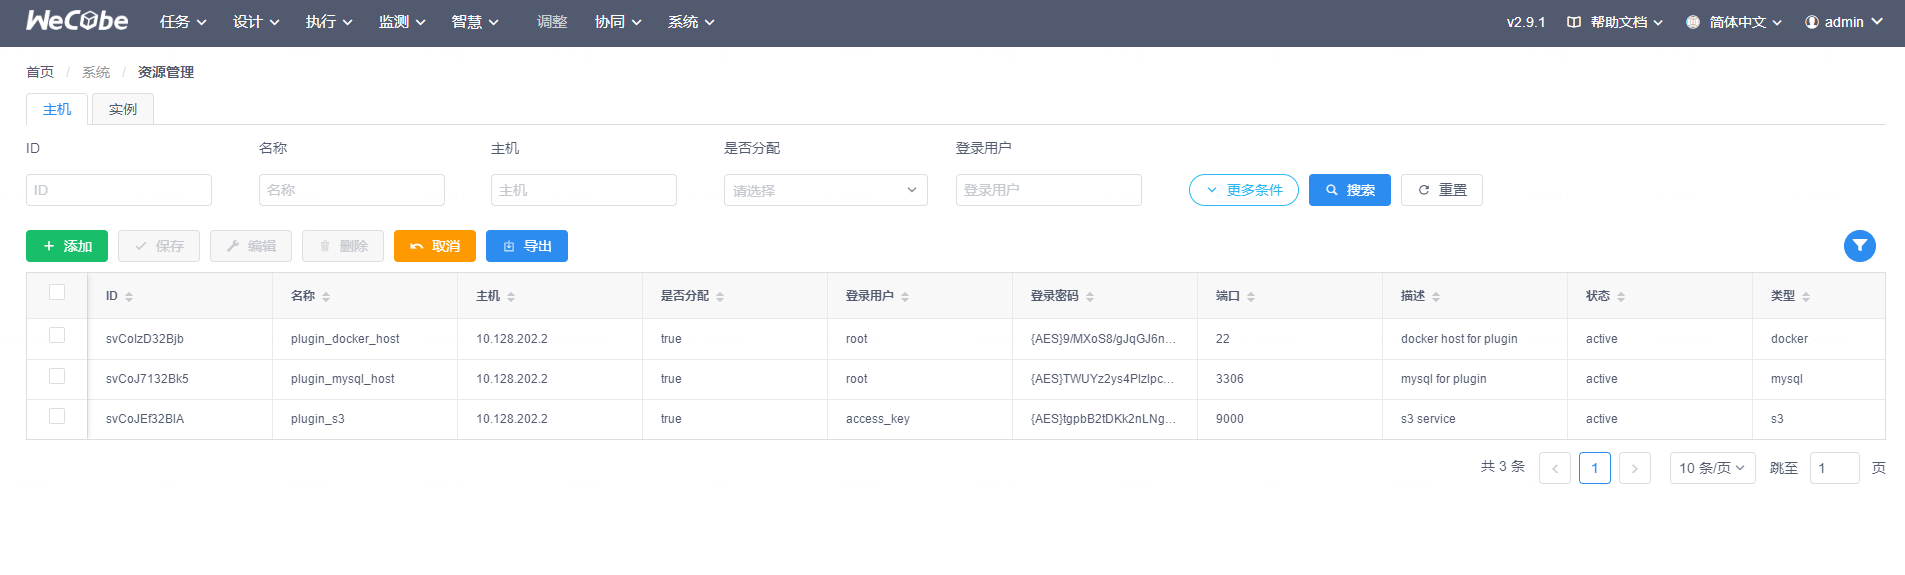 WeCube 任务 设计 执行 监测 智慧 调整 协同 系统 v2.9.1 帮助文档 简体中文 admin
首页 / 系统 / 资源管理
主机 实例
ID 名称 主机 是否分配 登录用户
ID 名称 主机 请选择 登录用户 更多条件 搜索 重置
添加 保存 编辑 删除 取消 导出
ID 名称 主机 是否分配 登录用户 登录密码 端口 描述 状态 类型
svCoIzD32Bjb plugin_docker_host 10.128.202.2 true root {AES}9/MXoS8/gJqGJ6n... 22 docker host for plugin active docker
svCoJ7132Bk5 plugin_mysql_host 10.128.202.2 true root {AES}TWUYz2ys4PlzIpc... 3306 mysql for plugin active mysql
svCoJEf32BlA plugin_s3 10.128.202.2 true access_key {AES}tgpbB2tDKk2nLNg... 9000 s3 service active s3
共 3 条 1 10 条/页 跳至 1 页